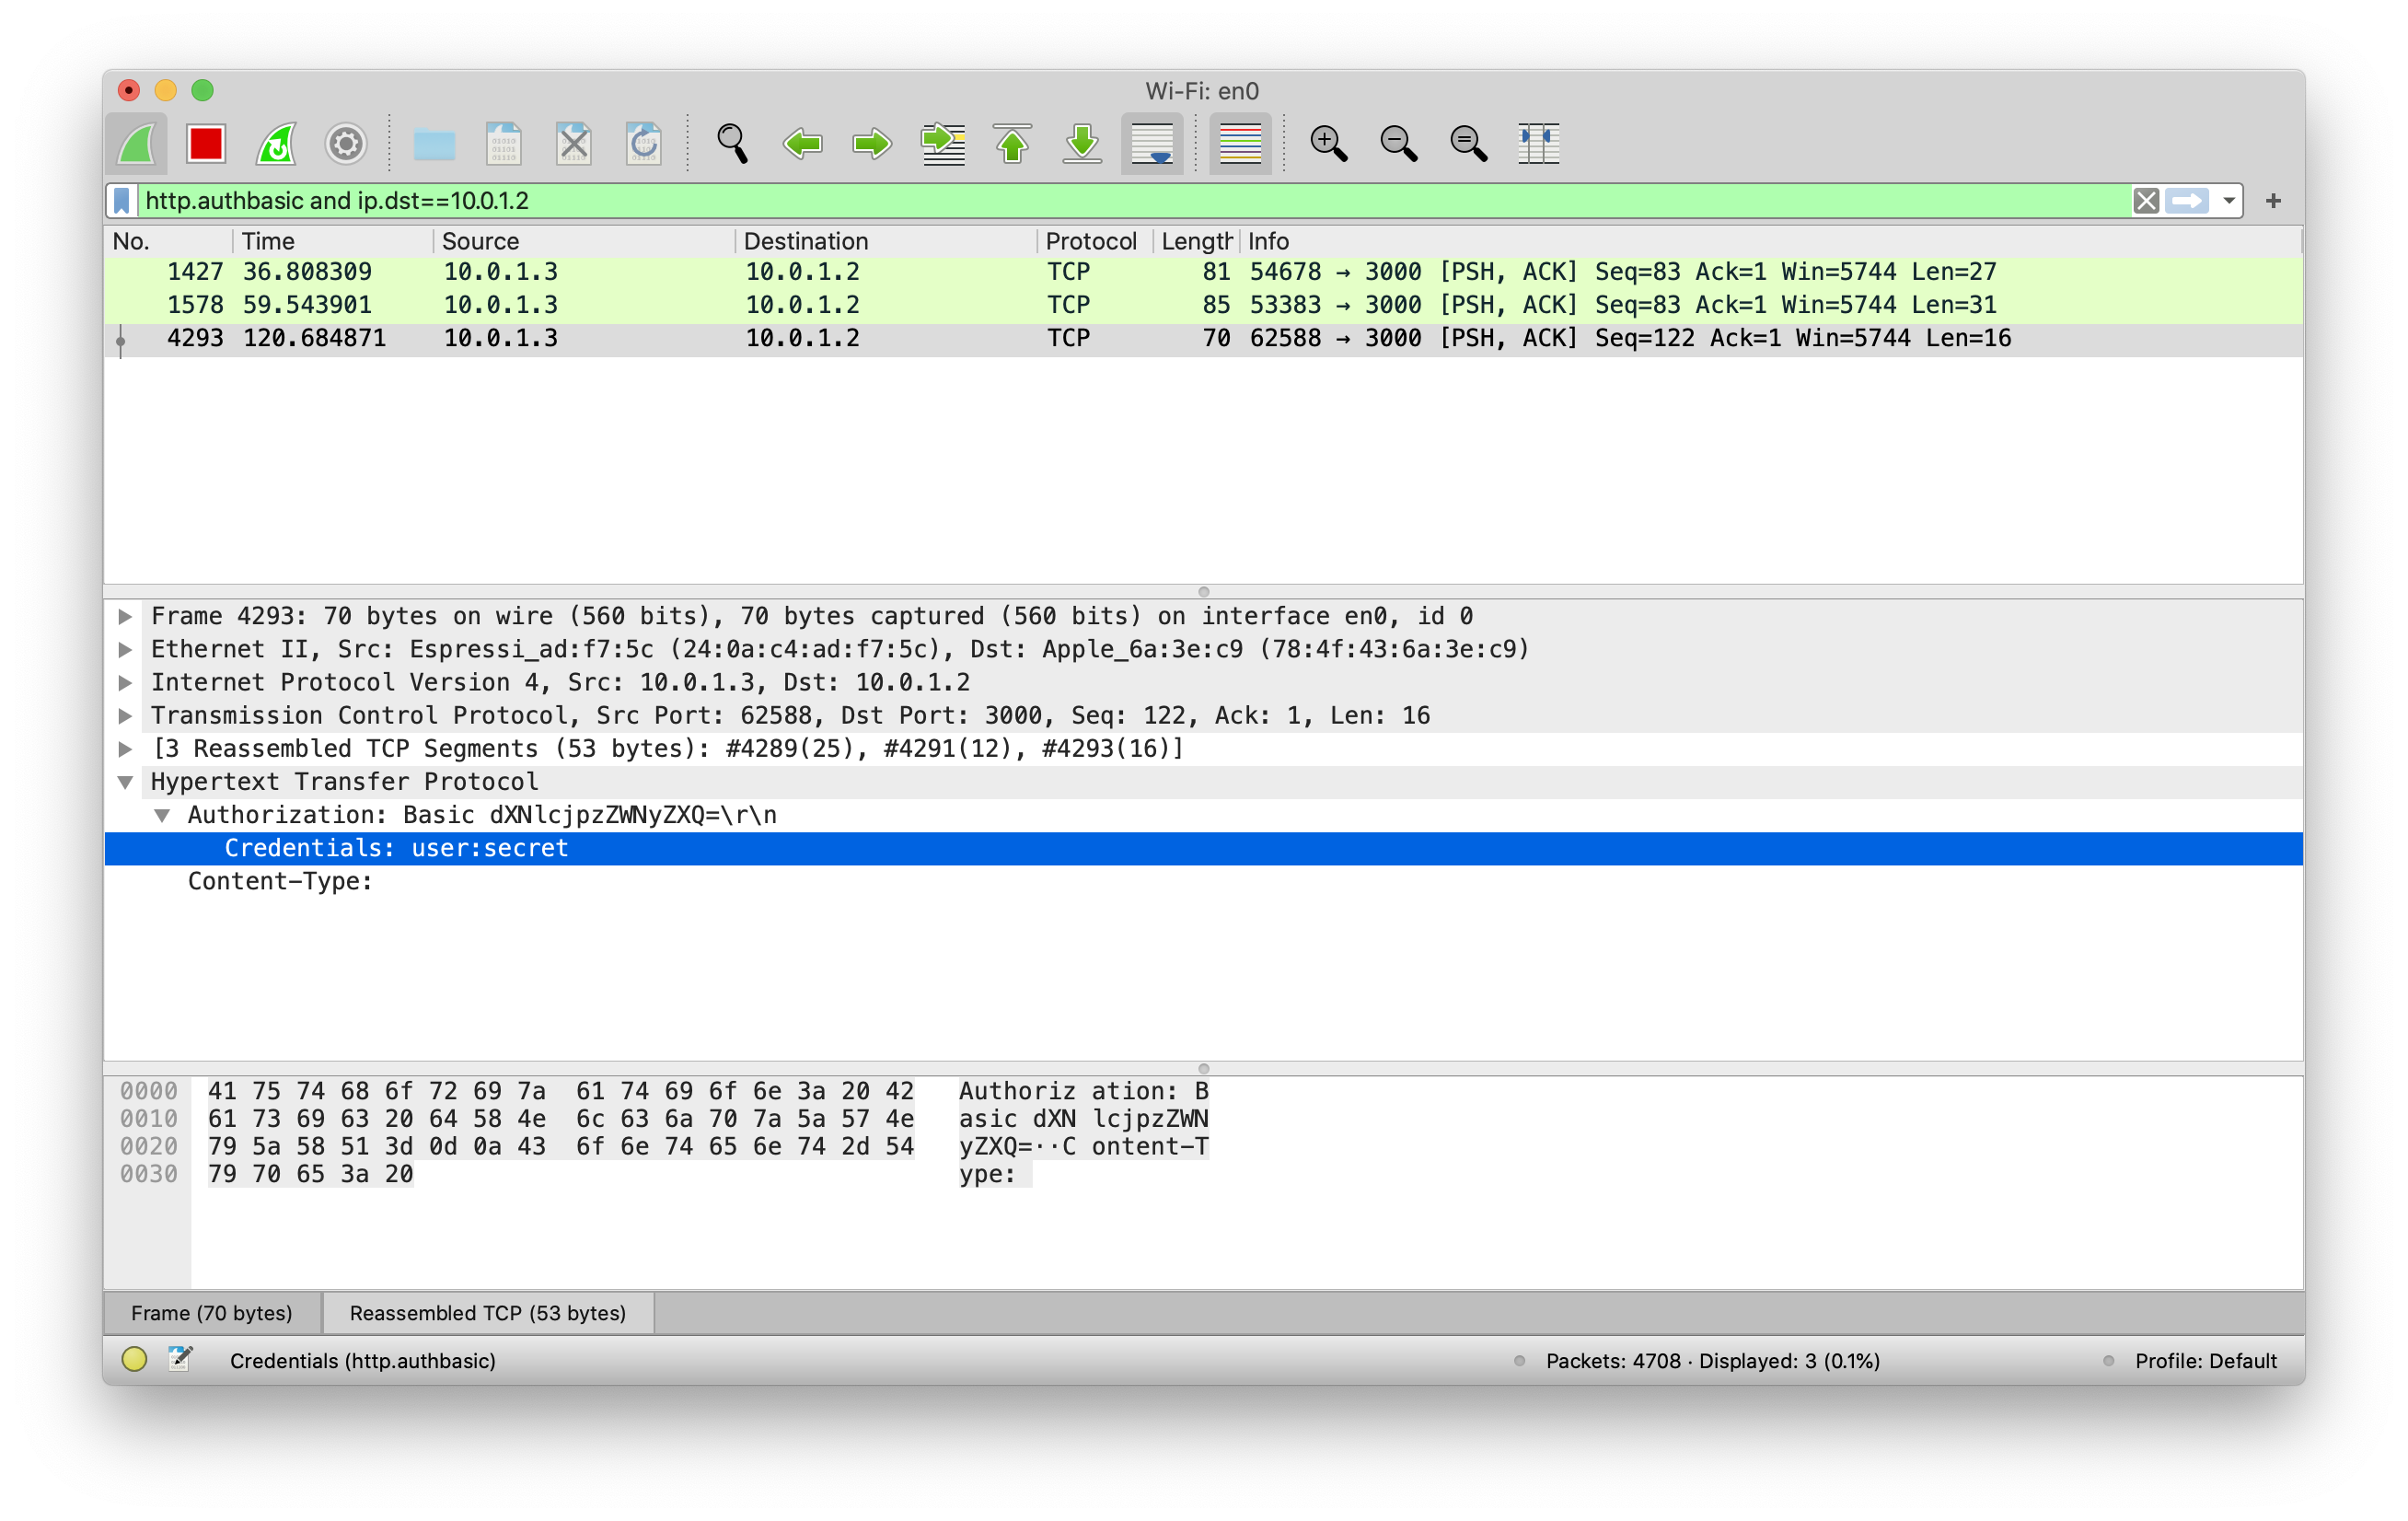 Wi-Fi: en0
http.authbasic and ip.dst==10.0.1.2
No. Time Source Destination Protocol Length Info
1427 36.808309 10.0.1.3 10.0.1.2 TCP 81 54678 → 3000 [PSH, ACK] Seq=83 Ack=1 Win=5744 Len=27
1578 59.543901 10.0.1.3 10.0.1.2 TCP 85 53383 → 3000 [PSH, ACK] Seq=83 Ack=1 Win=5744 Len=31
4293 120.684871 10.0.1.3 10.0.1.2 TCP 70 62588 → 3000 [PSH, ACK] Seq=122 Ack=1 Win=5744 Len=16
Frame 4293: 70 bytes on wire (560 bits), 70 bytes captured (560 bits) on interface en0, id 0
Ethernet II, Src: Espressi_ad:f7:5c (24:0a:c4:ad:f7:5c), Dst: Apple_6a:3e:c9 (78:4f:43:6a:3e:c9)
Internet Protocol Version 4, Src: 10.0.1.3, Dst: 10.0.1.2
Transmission Control Protocol, Src Port: 62588, Dst Port: 3000, Seq: 122, Ack: 1, Len: 16
[3 Reassembled TCP Segments (53 bytes): #4289(25), #4291(12), #4293(16)]
Hypertext Transfer Protocol
Authorization: Basic dXNlcjpzZWNyZXQ=\r\n
Credentials: user:secret
Content-Type:
0000 41 75 74 68 6f 72 69 7a 61 74 69 6f 6e 3a 20 42 Authoriz ation: B
0010 61 73 69 63 20 64 58 4e 6c 63 6a 70 7a 5a 57 4e asic dXN lcjpzZWN
0020 79 5a 58 51 3d 0d 0a 43 6f 6e 74 65 6e 74 2d 54 yZXQ=··C ontent-T
0030 79 70 65 3a 20 ype:
Frame (70 bytes) Reassembled TCP (53 bytes)
Credentials (http.authbasic) Packets: 4708 · Displayed: 3 (0.1%) Profile: Default